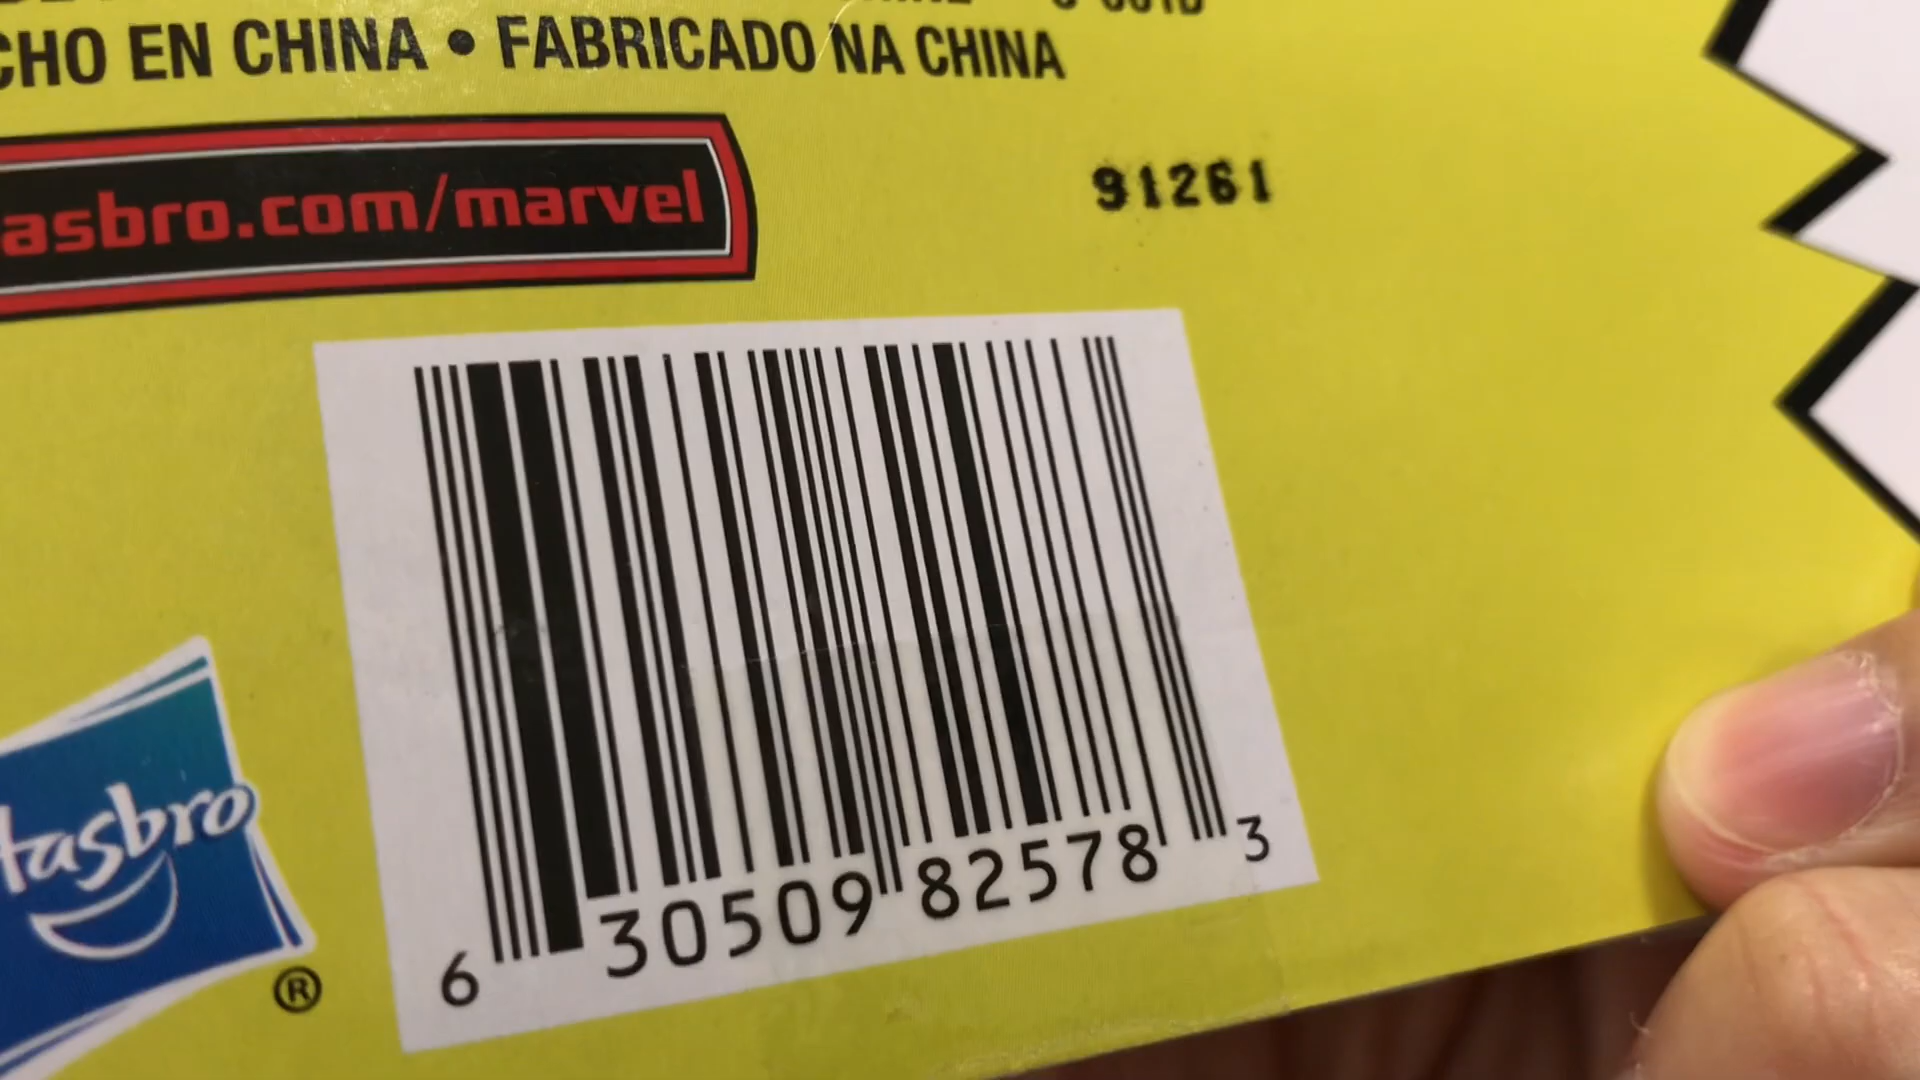 CHO EN CHINA • FABRICADO NA CHINA
asbro.com/marvel
91261
Hasbro
®
6 30509 82578 3